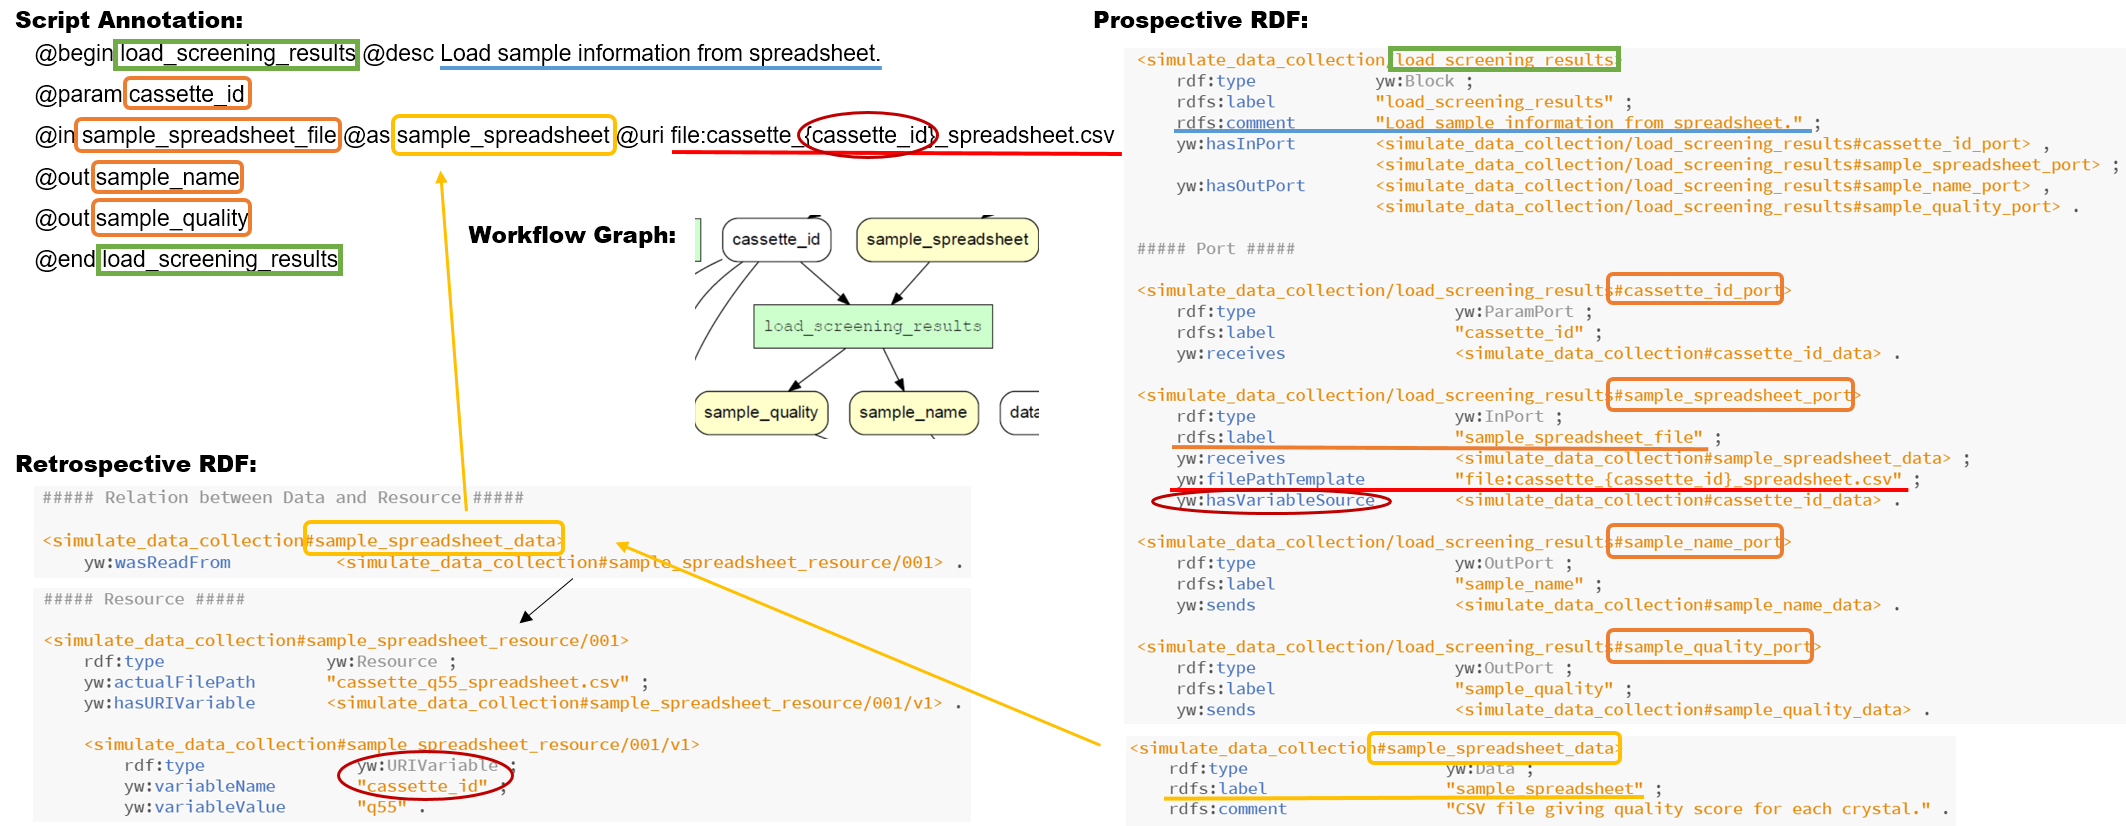 Script Annotation:
@begin load_screening_results @desc Load sample information from spreadsheet.
@param cassette_id
@in sample_spreadsheet_file @as sample_spreadsheet @uri file:cassette_{cassette_id}_spreadsheet.csv
@out sample_name
@out sample_quality
@end load_screening_results
Workflow Graph:
cassette_id
sample_spreadsheet
load_screening_results
sample_quality
sample_name
data
Retrospective RDF:
##### Relation between Data and Resource #####
<simulate_data_collection#sample_spreadsheet_data>
yw:wasReadFrom <simulate_data_collection#sample_spreadsheet_resource/001> .
##### Resource #####
<simulate_data_collection#sample_spreadsheet_resource/001>
rdf:type yw:Resource ;
yw:actualFilePath "cassette_q55_spreadsheet.csv" ;
yw:hasURIVariable <simulate_data_collection#sample_spreadsheet_resource/001/v1> .
<simulate_data_collection#sample_spreadsheet_resource/001/v1>
rdf:type yw:URIVariable ;
yw:variableName "cassette_id" ;
yw:variableValue "q55" .
Prospective RDF:
<simulate_data_collection/load_screening_results>
rdf:type yw:Block ;
rdfs:label "load_screening_results" ;
rdfs:comment "Load sample information from spreadsheet." ;
yw:hasInPort <simulate_data_collection/load_screening_results#cassette_id_port> ,
<simulate_data_collection/load_screening_results#sample_spreadsheet_port> ;
yw:hasOutPort <simulate_data_collection/load_screening_results#sample_name_port> ,
<simulate_data_collection/load_screening_results#sample_quality_port> .
##### Port #####
<simulate_data_collection/load_screening_results#cassette_id_port>
rdf:type yw:ParamPort ;
rdfs:label "cassette_id" ;
yw:receives <simulate_data_collection#cassette_id_data> .
<simulate_data_collection/load_screening_results#sample_spreadsheet_port>
rdf:type yw:InPort ;
rdfs:label "sample_spreadsheet_file" ;
yw:receives <simulate_data_collection#sample_spreadsheet_data> ;
yw:filePathTemplate "file:cassette_{cassette_id}_spreadsheet.csv" ;
yw:hasVariableSource <simulate_data_collection#cassette_id_data> .
<simulate_data_collection/load_screening_results#sample_name_port>
rdf:type yw:OutPort ;
rdfs:label "sample_name" ;
yw:sends <simulate_data_collection#sample_name_data> .
<simulate_data_collection/load_screening_results#sample_quality_port>
rdf:type yw:OutPort ;
rdfs:label "sample_quality" ;
yw:sends <simulate_data_collection#sample_quality_data> .
<simulate_data_collection#sample_spreadsheet_data>
rdf:type yw:Data ;
rdfs:label "sample_spreadsheet" ;
rdfs:comment "CSV file giving quality score for each crystal." .